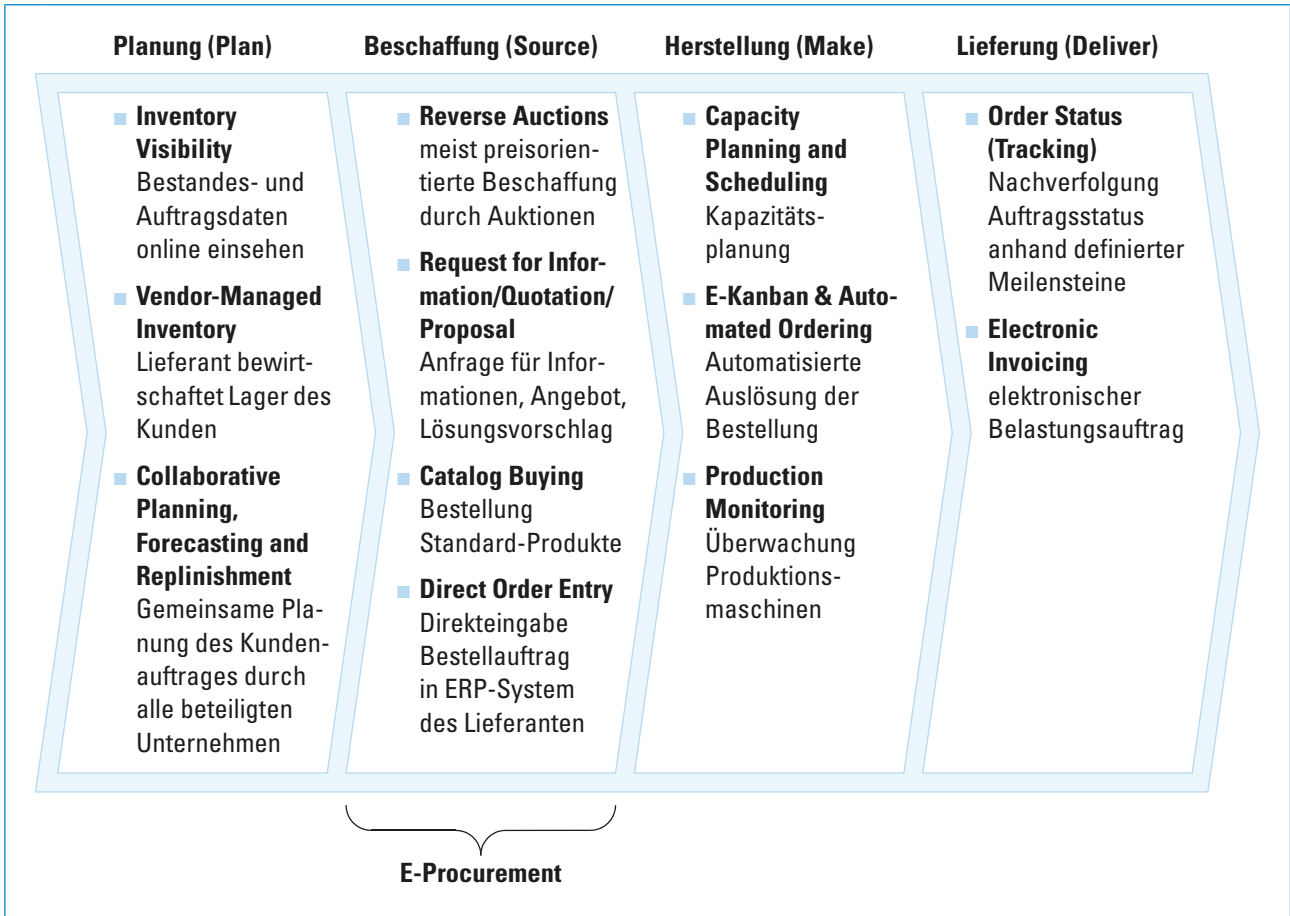 Planung (Plan)
Inventory
Visibility
Bestandes- und
Auftragsdaten
online einsehen
Vendor-Managed
Inventory
Lieferant bewirt-
schaftet Lager des
Kunden
Collaborative
Planning,
Forecasting and
Replinishment
Gemeinsame Pla-
nung des Kunden-
auftrages durch
alle beteiligten
Unternehmen
Beschaffung (Source)
Reverse Auctions
meist preisorien-
tierte Beschaffung
durch Auktionen
Request for Infor-
mation/Quotation/
Proposal
Anfrage für Infor-
mationen, Angebot,
Lösungsvorschlag
Catalog Buying
Bestellung
Standard-Produkte
Direct Order Entry
Direkteingabe
Bestellauftrag
in ERP-System
des Lieferanten
Herstellung (Make)
Capacity
Planning and
Scheduling
Kapazitäts-
planung
E-Kanban & Auto-
mated Ordering
Automatisierte
Auslösung der
Bestellung
Production
Monitoring
Überwachung
Produktions-
maschinen
Lieferung (Deliver)
Order Status
(Tracking)
Nachverfolgung
Auftragsstatus
anhand definierter
Meilensteine
Electronic
Invoicing
elektronischer
Belastungsauftrag
E-Procurement